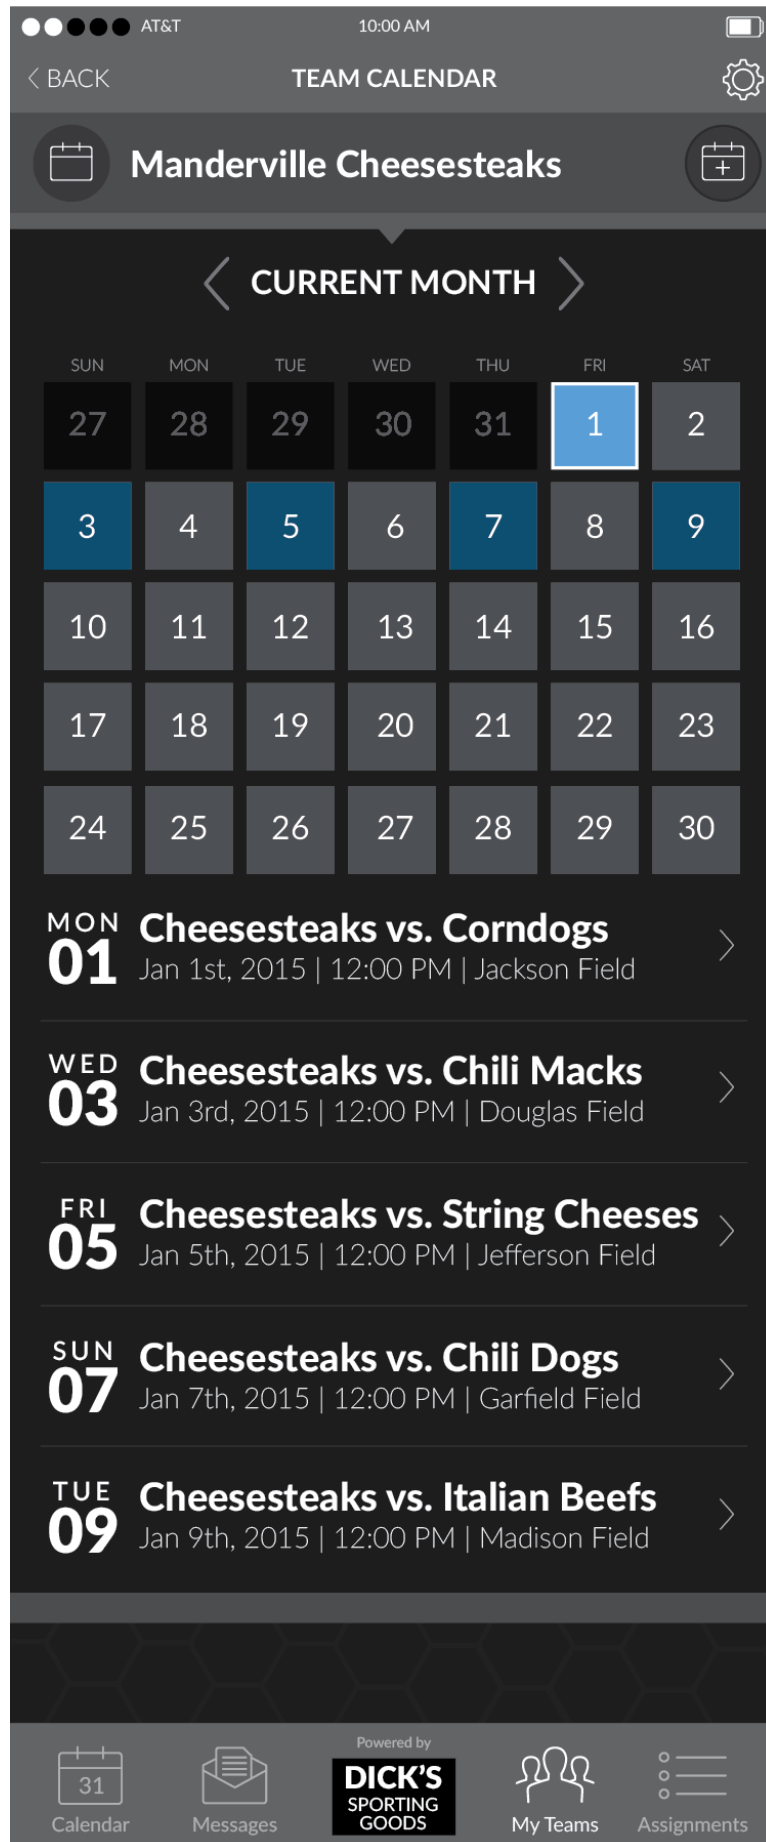 AT&T 10:00 AM
BACK TEAM CALENDAR
Manderville Cheesesteaks
CURRENT MONTH
SUN MON TUE WED THU FRI SAT
27 28 29 30 31 1 2
3 4 5 6 7 8 9
10 11 12 13 14 15 16
17 18 19 20 21 22 23
24 25 26 27 28 29 30
MON
01
Cheesesteaks vs. Corndogs
Jan 1st, 2015 | 12:00 PM | Jackson Field
WED
03
Cheesesteaks vs. Chili Macks
Jan 3rd, 2015 | 12:00 PM | Douglas Field
FRI
05
Cheesesteaks vs. String Cheeses
Jan 5th, 2015 | 12:00 PM | Jefferson Field
SUN
07
Cheesesteaks vs. Chili Dogs
Jan 7th, 2015 | 12:00 PM | Garfield Field
TUE
09
Cheesesteaks vs. Italian Beefs
Jan 9th, 2015 | 12:00 PM | Madison Field
31
Calendar
Messages
Powered by
DICK'S
SPORTING
GOODS
My Teams
Assignments